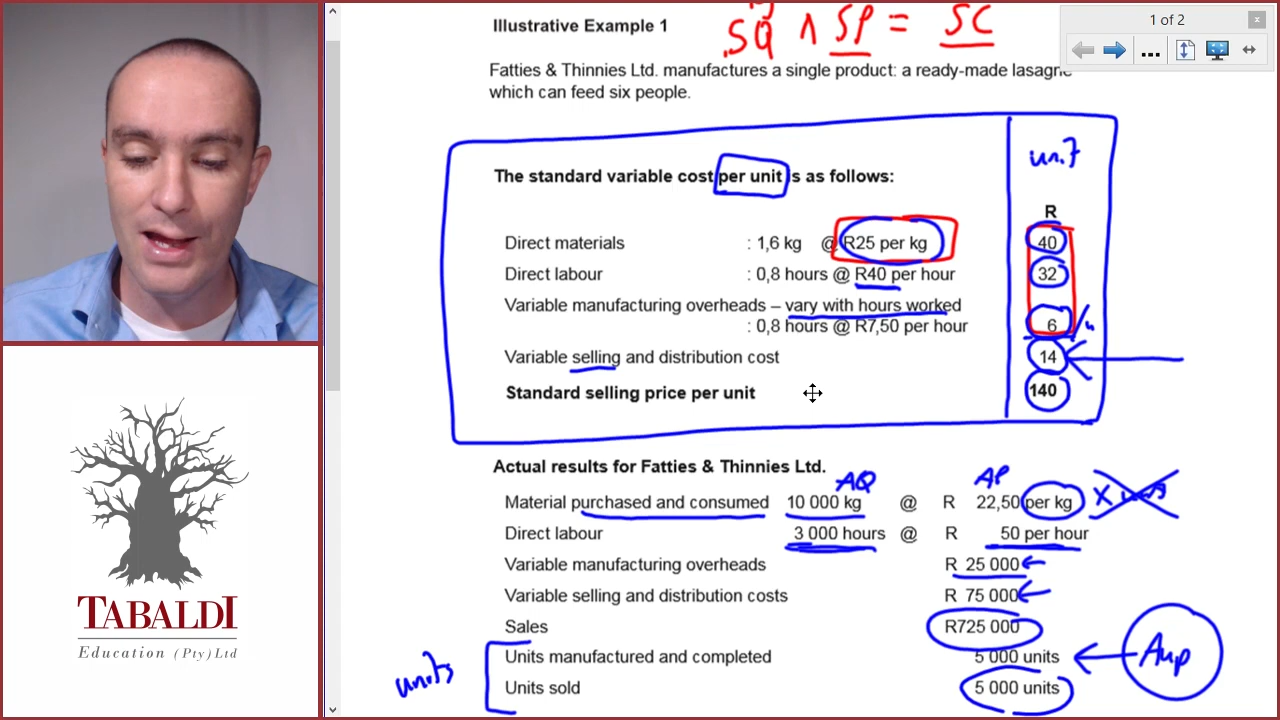 1 of 2
Illustrative Example 1
SQ ∧ SP = SC
Fatties & Thinnies Ltd. manufactures a single product: a ready-made lasagne
which can feed six people.
unit
The standard variable cost per unit is as follows:
R
Direct materials : 1,6 kg @ R25 per kg 40
Direct labour : 0,8 hours @ R40 per hour 32
Variable manufacturing overheads – vary with hours worked
: 0,8 hours @ R7,50 per hour 6
Variable selling and distribution cost 14
Standard selling price per unit 140
Actual results for Fatties & Thinnies Ltd.
AQ AP
Material purchased and consumed 10 000 kg @ R 22,50 per kg X
Direct labour 3 000 hours @ R 50 per hour
Variable manufacturing overheads R 25 000
Variable selling and distribution costs R 75 000
Sales R725 000
Units manufactured and completed 5 000 units Aup
units
Units sold 5 000 units
TABALDI
Education (Pty) Ltd